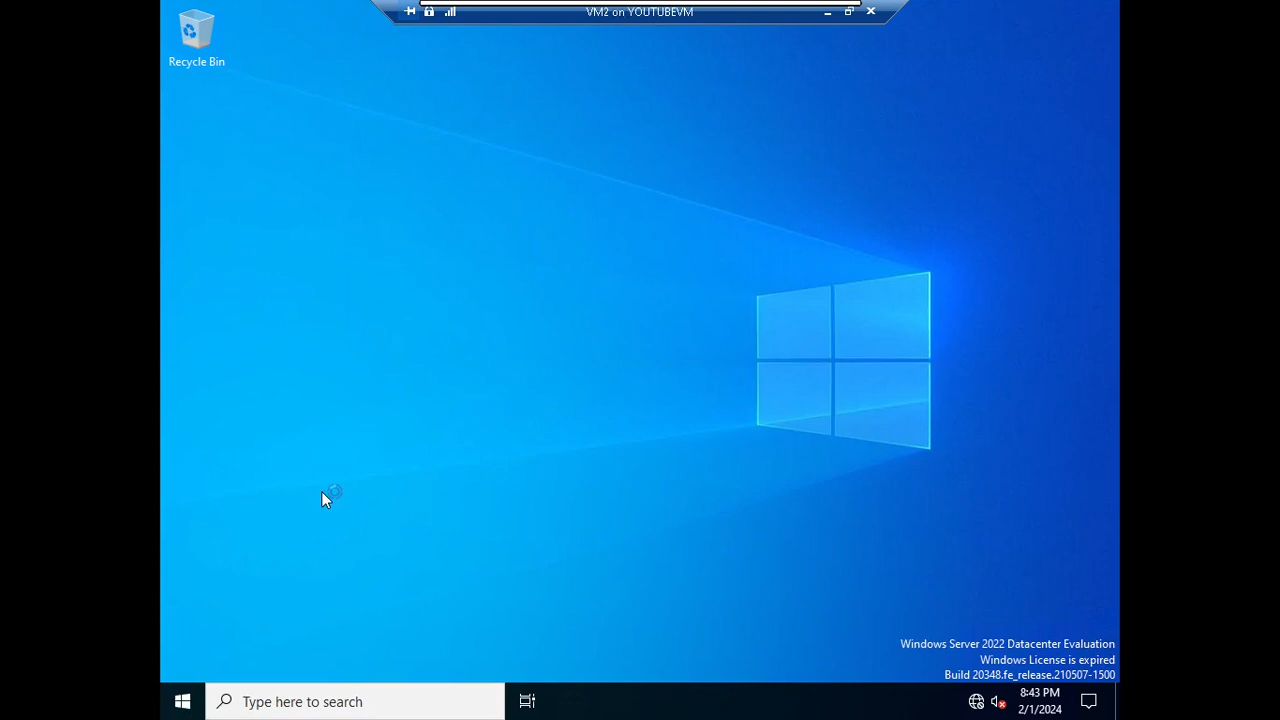 VM2 on YOUTUBEVM
Recycle Bin
Windows Server 2022 Datacenter Evaluation
Windows License is expired
Build 20348.fe_release.210507-1500
Type here to search
8:43 PM
2/1/2024